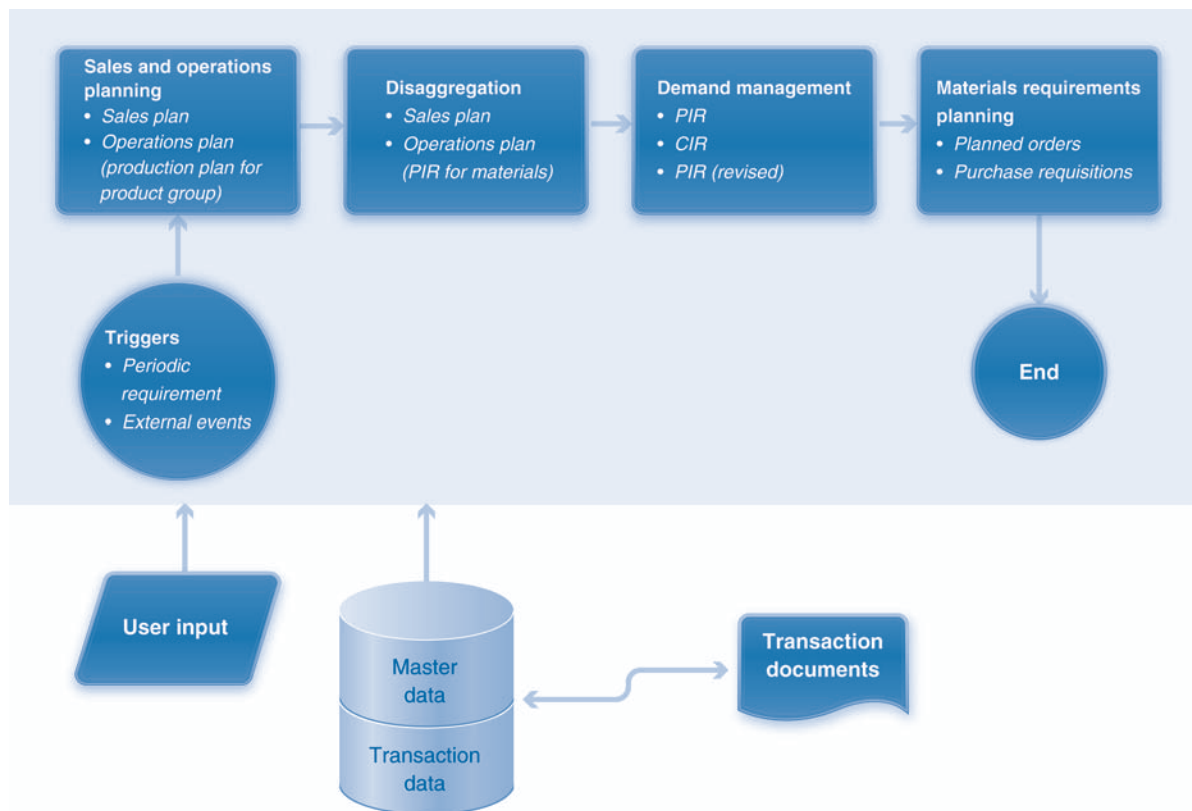 Sales and operations
planning
• Sales plan
• Operations plan
(production plan for
product group)
Disaggregation
• Sales plan
• Operations plan
(PIR for materials)
Demand management
• PIR
• CIR
• PIR (revised)
Materials requirements
planning
• Planned orders
• Purchase requisitions
Triggers
• Periodic
requirement
• External events
End
User input
Master
data
Transaction
data
Transaction
documents